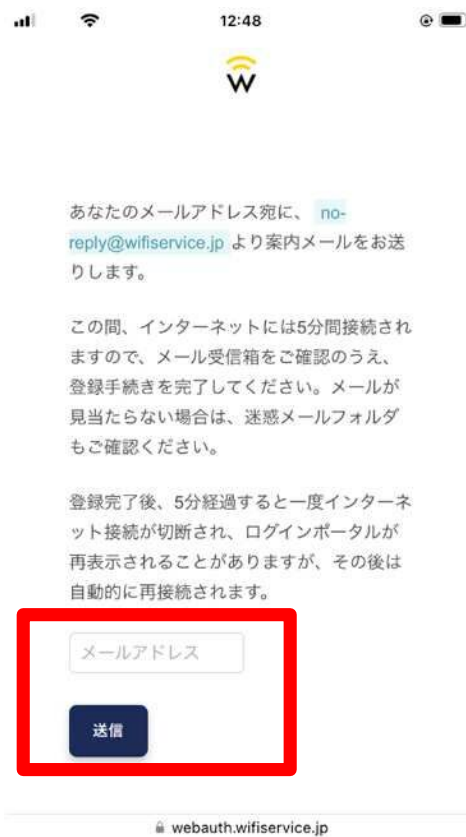 12:48
W
あなたのメールアドレス宛に、 no-
reply@wifiservice.jp より案内メールをお送
りします。
この間、インターネットには5分間接続され
ますので、メール受信箱をご確認のうえ、
登録手続きを完了してください。メールが
見当たらない場合は、迷惑メールフォルダ
もご確認ください。
登録完了後、5分経過すると一度インターネ
ット接続が切断され、ログインポータルが
再表示されることがありますが、その後は
自動的に再接続されます。
メールアドレス
送信
webauth.wifiservice.jp